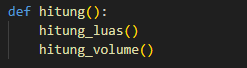 def hitung():
    hitung_luas()
    hitung_volume()